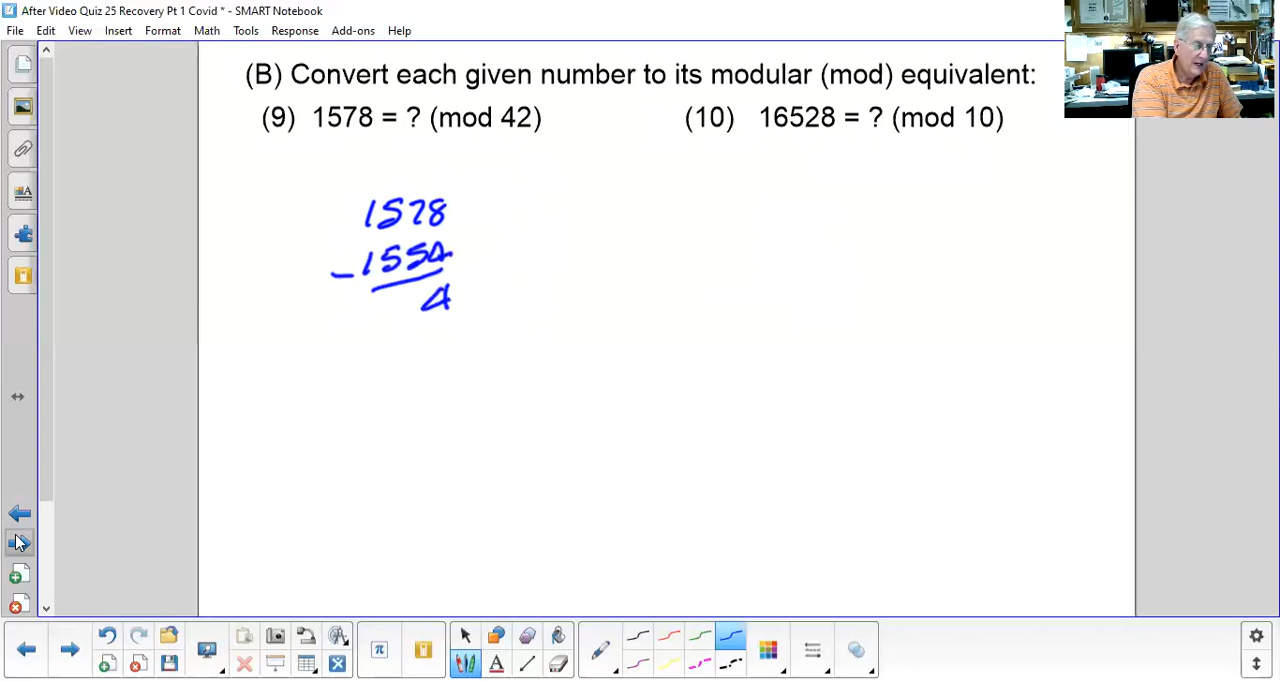 After Video Quiz 25 Recovery Pt 1 Covid * - SMART Notebook
File Edit View Insert Format Math Tools Response Add-ons Help
(B) Convert each given number to its modular (mod) equivalent:
(9) 1578 = ? (mod 42) (10) 16528 = ? (mod 10)
1578
-1554
4